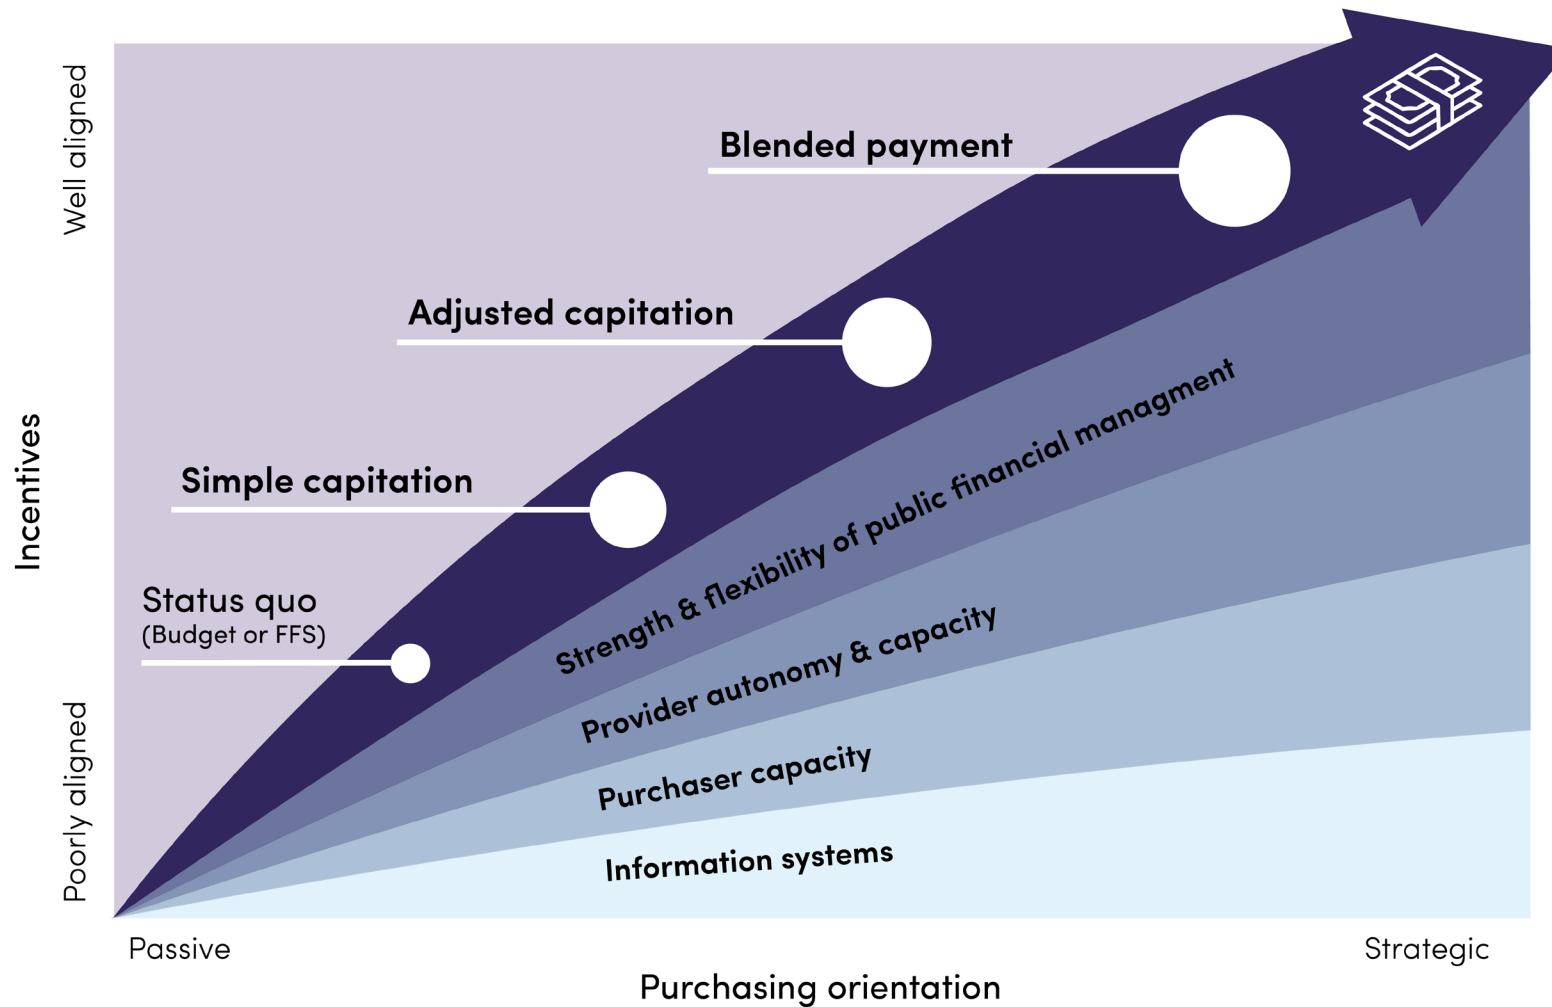 Well aligned
Incentives
Poorly aligned
Blended payment
Adjusted capitation
Simple capitation
Status quo
(Budget or FFS)
Strength & flexibility of public financial managment
Provider autonomy & capacity
Purchaser capacity
Information systems
Passive
Strategic
Purchasing orientation